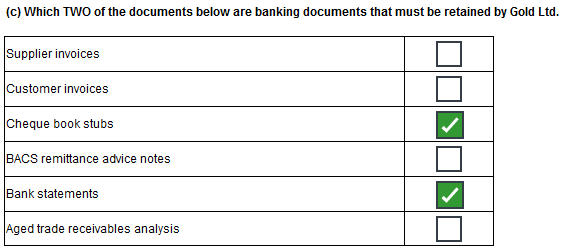 (c) Which TWO of the documents below are banking documents that must be retained by Gold Ltd.
Supplier invoices
Customer invoices
Cheque book stubs
BACS remittance advice notes
Bank statements
Aged trade receivables analysis